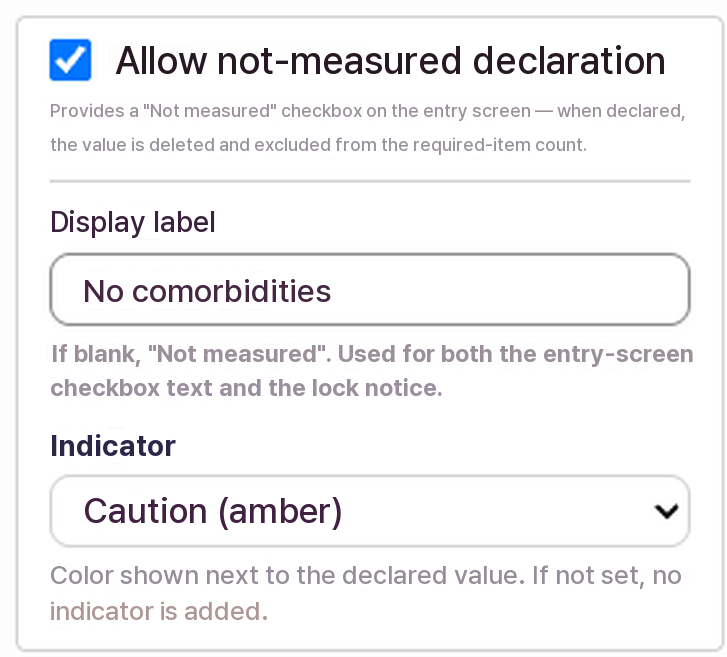 Allow not-measured declaration
Provides a "Not measured" checkbox on the entry screen — when declared,
the value is deleted and excluded from the required-item count.
Display label
No comorbidities
If blank, "Not measured". Used for both the entry-screen
checkbox text and the lock notice.
Indicator
Caution (amber)
Color shown next to the declared value. If not set, no
indicator is added.